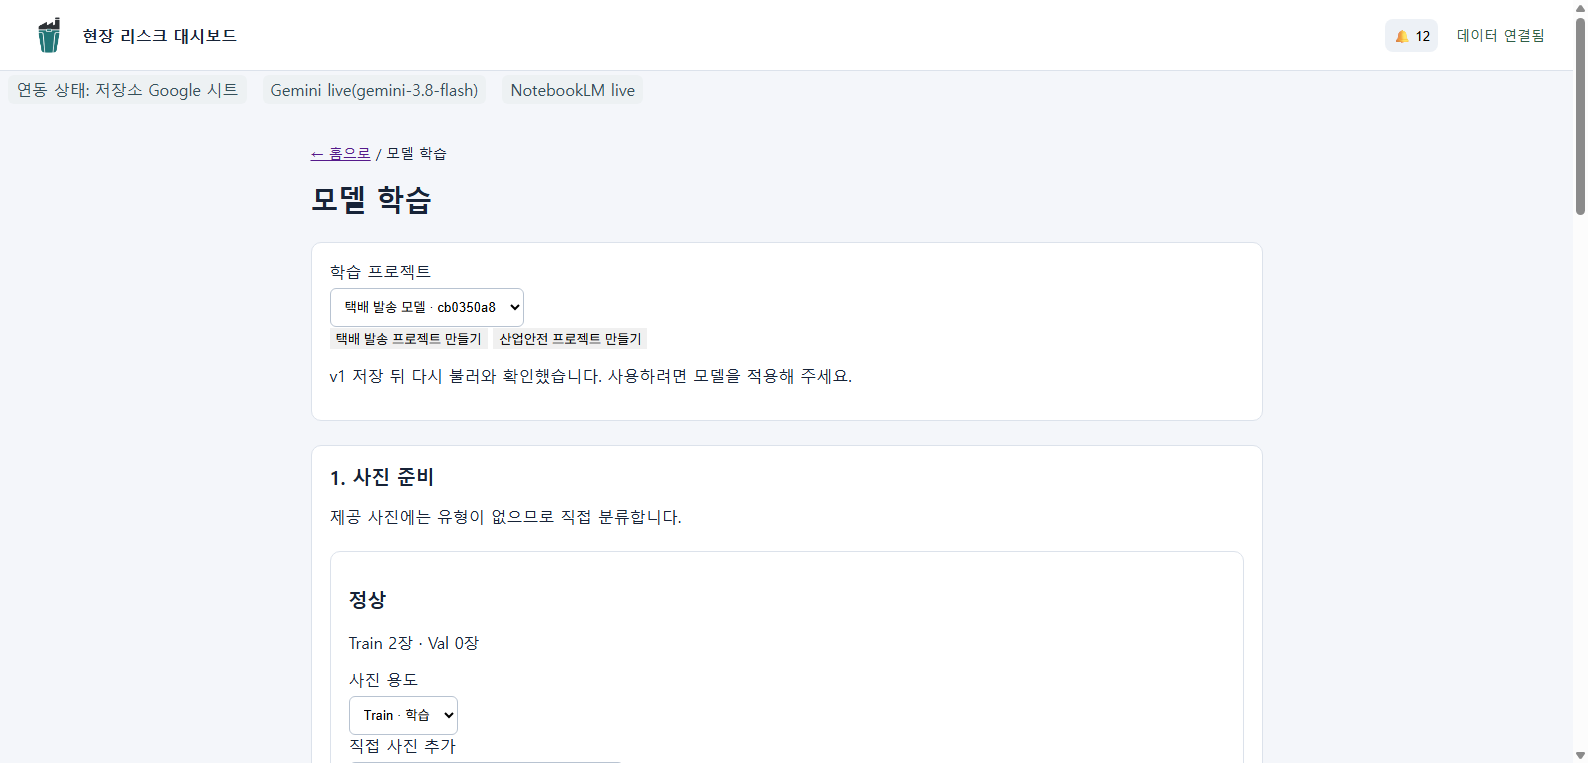 현장 리스크 대시보드
12
데이터 연결됨
연동 상태: 저장소 Google 시트
Gemini live(gemini-3.8-flash)
NotebookLM live
← 홈으로 / 모델 학습
모델 학습
학습 프로젝트
택배 발송 모델 · cb0350a8
택배 발송 프로젝트 만들기
산업안전 프로젝트 만들기
v1 저장 뒤 다시 불러와 확인했습니다. 사용하려면 모델을 적용해 주세요.
1. 사진 준비
제공 사진에는 유형이 없으므로 직접 분류합니다.
정상
Train 2장 · Val 0장
사진 용도
Train · 학습
직접 사진 추가